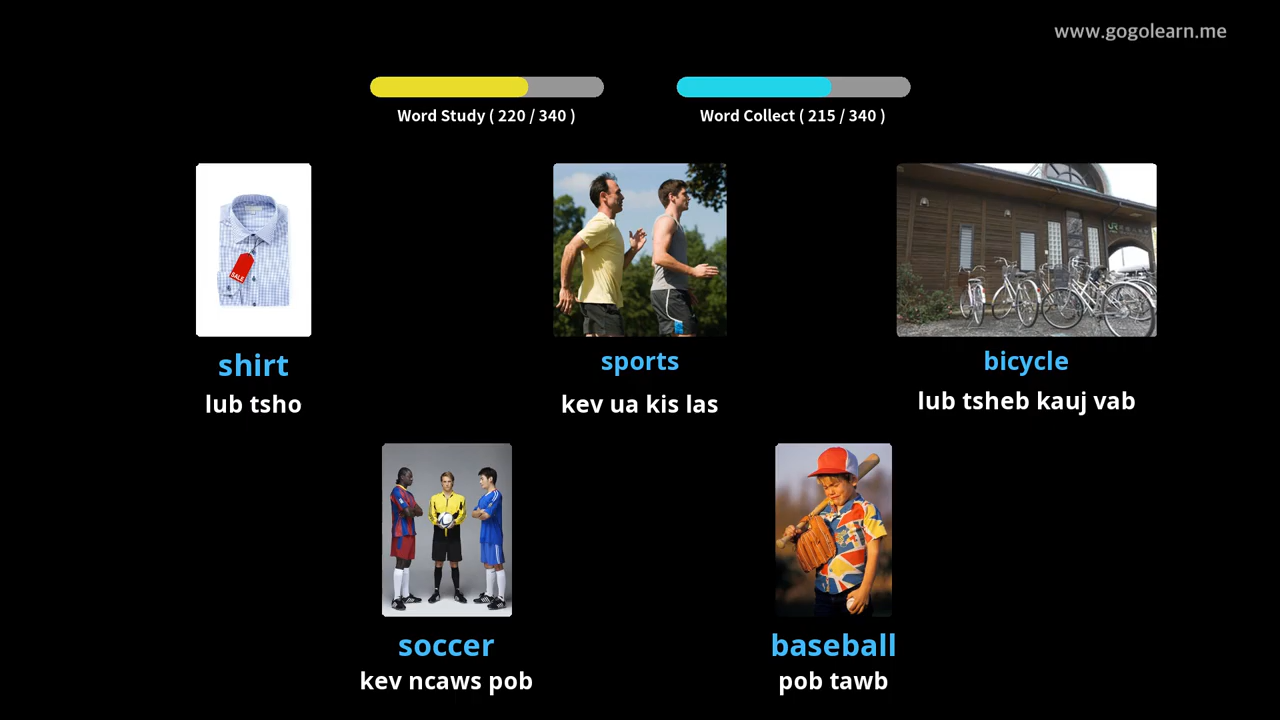 www.gogolearn.me
Word Study ( 220 / 340 )
Word Collect ( 215 / 340 )
SALE
shirt
lub tsho
sports
kev ua kis las
bicycle
lub tsheb kauj vab
soccer
kev ncaws pob
baseball
pob tawb